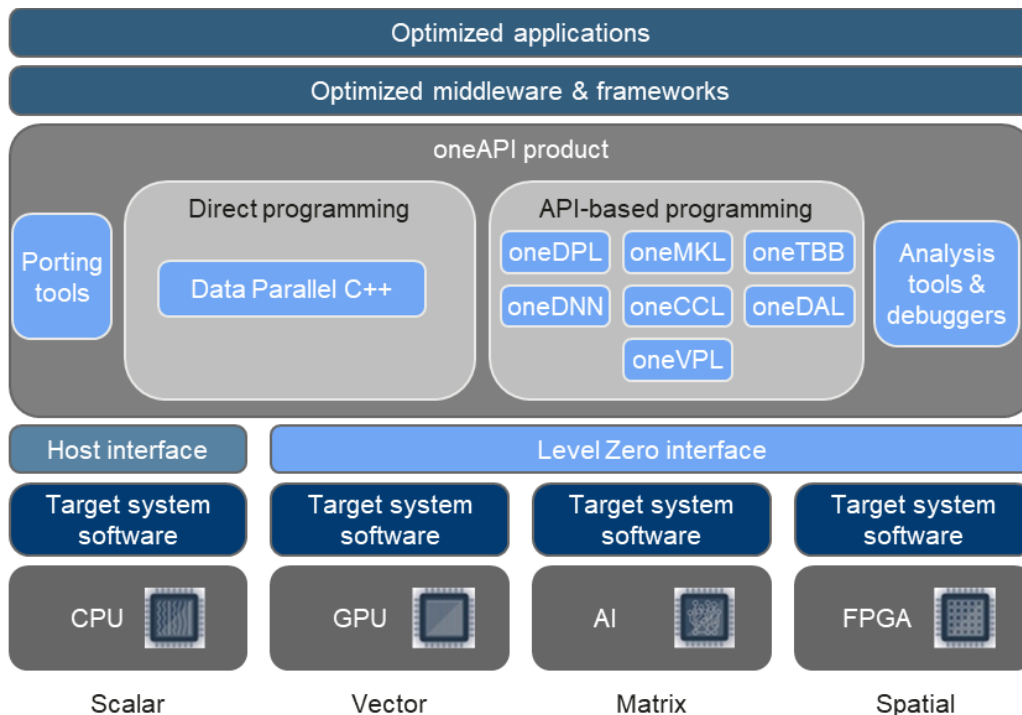 Optimized applications
Optimized middleware & frameworks
oneAPI product
Porting
tools
Direct programming
Data Parallel C++
API-based programming
oneDPL
oneMKL
oneTBB
oneDNN
oneCCL
oneDAL
oneVPL
Analysis
tools &
debuggers
Host interface
Level Zero interface
Target system
software
Target system
software
Target system
software
Target system
software
CPU
GPU
AI
FPGA
Scalar
Vector
Matrix
Spatial